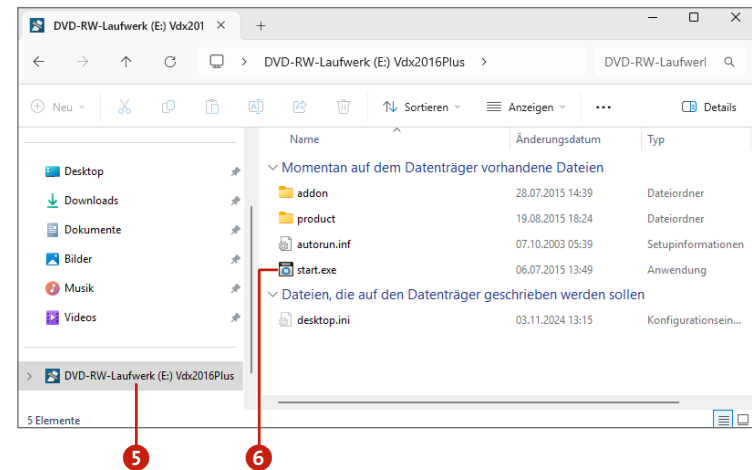 DVD-RW-Laufwerk (E:) Vdx201
DVD-RW-Laufwerk (E:) Vdx2016Plus
DVD-RW-Laufwerl
Neu
Sortieren
Anzeigen
Details
Name Änderungsdatum Typ
Desktop
Downloads
Dokumente
Bilder
Musik
Videos
DVD-RW-Laufwerk (E:) Vdx2016Plus
Momentan auf dem Datenträger vorhandene Dateien
addon 28.07.2015 14:39 Dateiordner
product 19.08.2015 18:24 Dateiordner
autorun.inf 07.10.2003 05:39 Setupinformationen
start.exe 06.07.2015 13:49 Anwendung
Dateien, die auf den Datenträger geschrieben werden sollen
desktop.ini 03.11.2024 13:15 Konfigurationsein...
5 Elemente
5
6